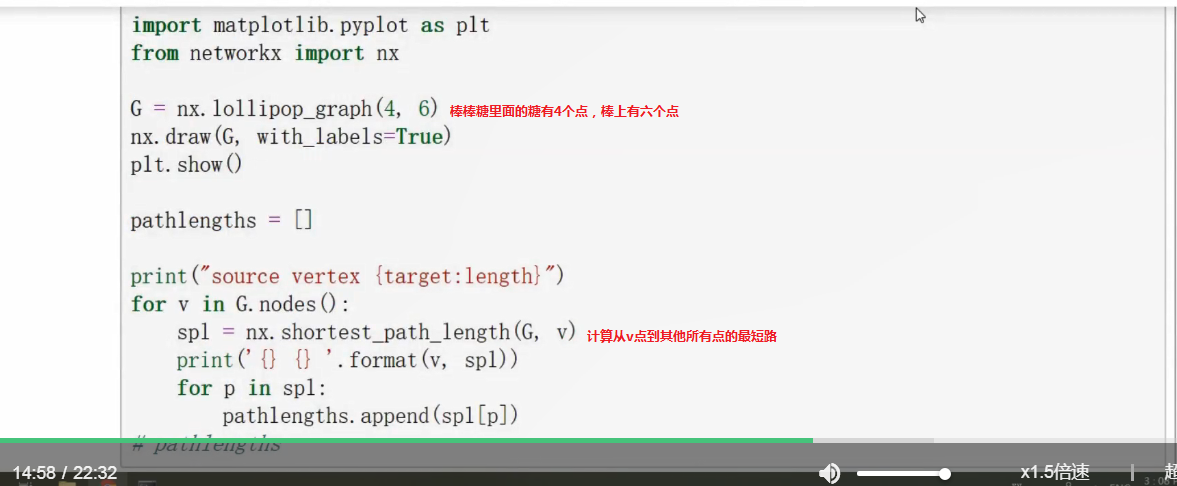 import matplotlib.pyplot as plt
from networkx import nx
G = nx.lollipop_graph(4, 6) 棒棒糖里面的糖有4个点，棒上有六个点
nx.draw(G, with_labels=True)
plt.show()
pathlengths = []
print("source vertex {target:length}")
for v in G.nodes():
spl = nx.shortest_path_length(G, v) 计算从v点到其他所有点的最短路
print('{} {} '.format(v, spl))
for p in spl:
pathlengths.append(spl[p])
# pathlengths
14:58 / 22:32 x1.5倍速